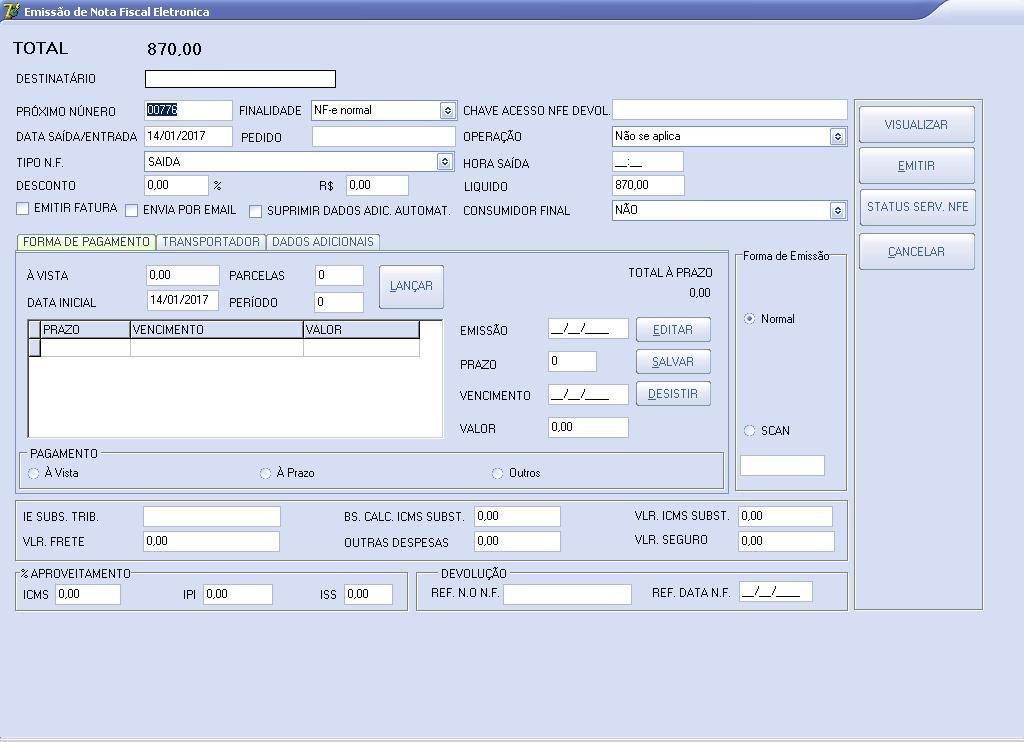 Emissão de Nota Fiscal Eletronica
TOTAL 870,00
DESTINATÁRIO
PRÓXIMO NÚNERO 00776 FINALIDADE NF-e normal CHAVE ACESSO NFE DEVOL.
DATA SAÍDA/ENTRADA 14/01/2017 PEDIDO OPERAÇÃO Não se aplica
TIPO N.F. SAIDA HORA SAÍDA __:__
DESCONTO 0,00 % R$ 0,00 LIQUIDO 870,00
EMITIR FATURA ENVIA POR EMAIL SUPRIMIR DADOS ADIC. AUTOMAT. CONSUMIDOR FINAL NÃO
VISUALIZAR
EMITIR
STATUS SERV. NFE
CANCELAR
FORMA DE PAGAMENTO TRANSPORTADOR DADOS ADICIONAIS
À VISTA 0,00 PARCELAS 0 LANÇAR TOTAL À PRAZO
0,00
DATA INICIAL 14/01/2017 PERÍODO 0
PRAZO VENCIMENTO VALOR
EMISSÃO __/__/____ EDITAR
PRAZO 0 SALVAR
VENCIMENTO __/__/____ DESISTIR
VALOR 0,00
PAGAMENTO
À Vista À Prazo Outros
Forma de Emissão
Normal
SCAN
IE SUBS. TRIB. BS. CALC. ICMS SUBST. 0,00 VLR. ICMS SUBST. 0,00
VLR. FRETE 0,00 OUTRAS DESPESAS 0,00 VLR. SEGURO 0,00
% APROVEITAMENTO
ICMS 0,00 IPI 0,00 ISS 0,00
DEVOLUÇÃO
REF. N.O N.F. REF. DATA N.F. __/__/____